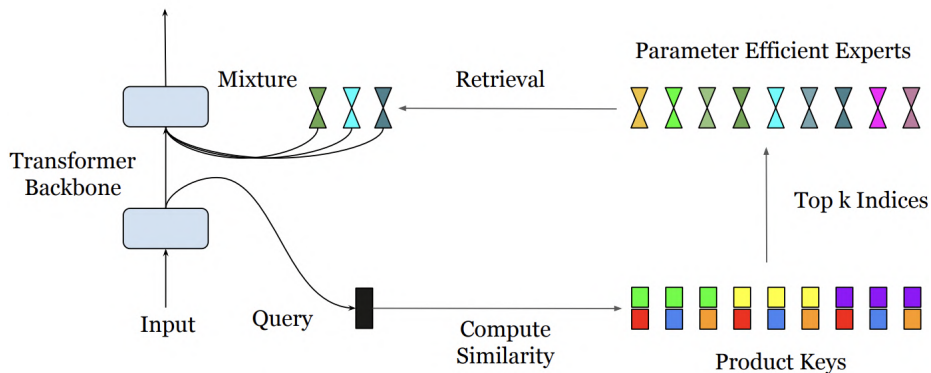 Parameter Efficient Experts
Mixture
Retrieval
Transformer
Backbone
Top k Indices
Input
Query
Compute
Similarity
Product Keys